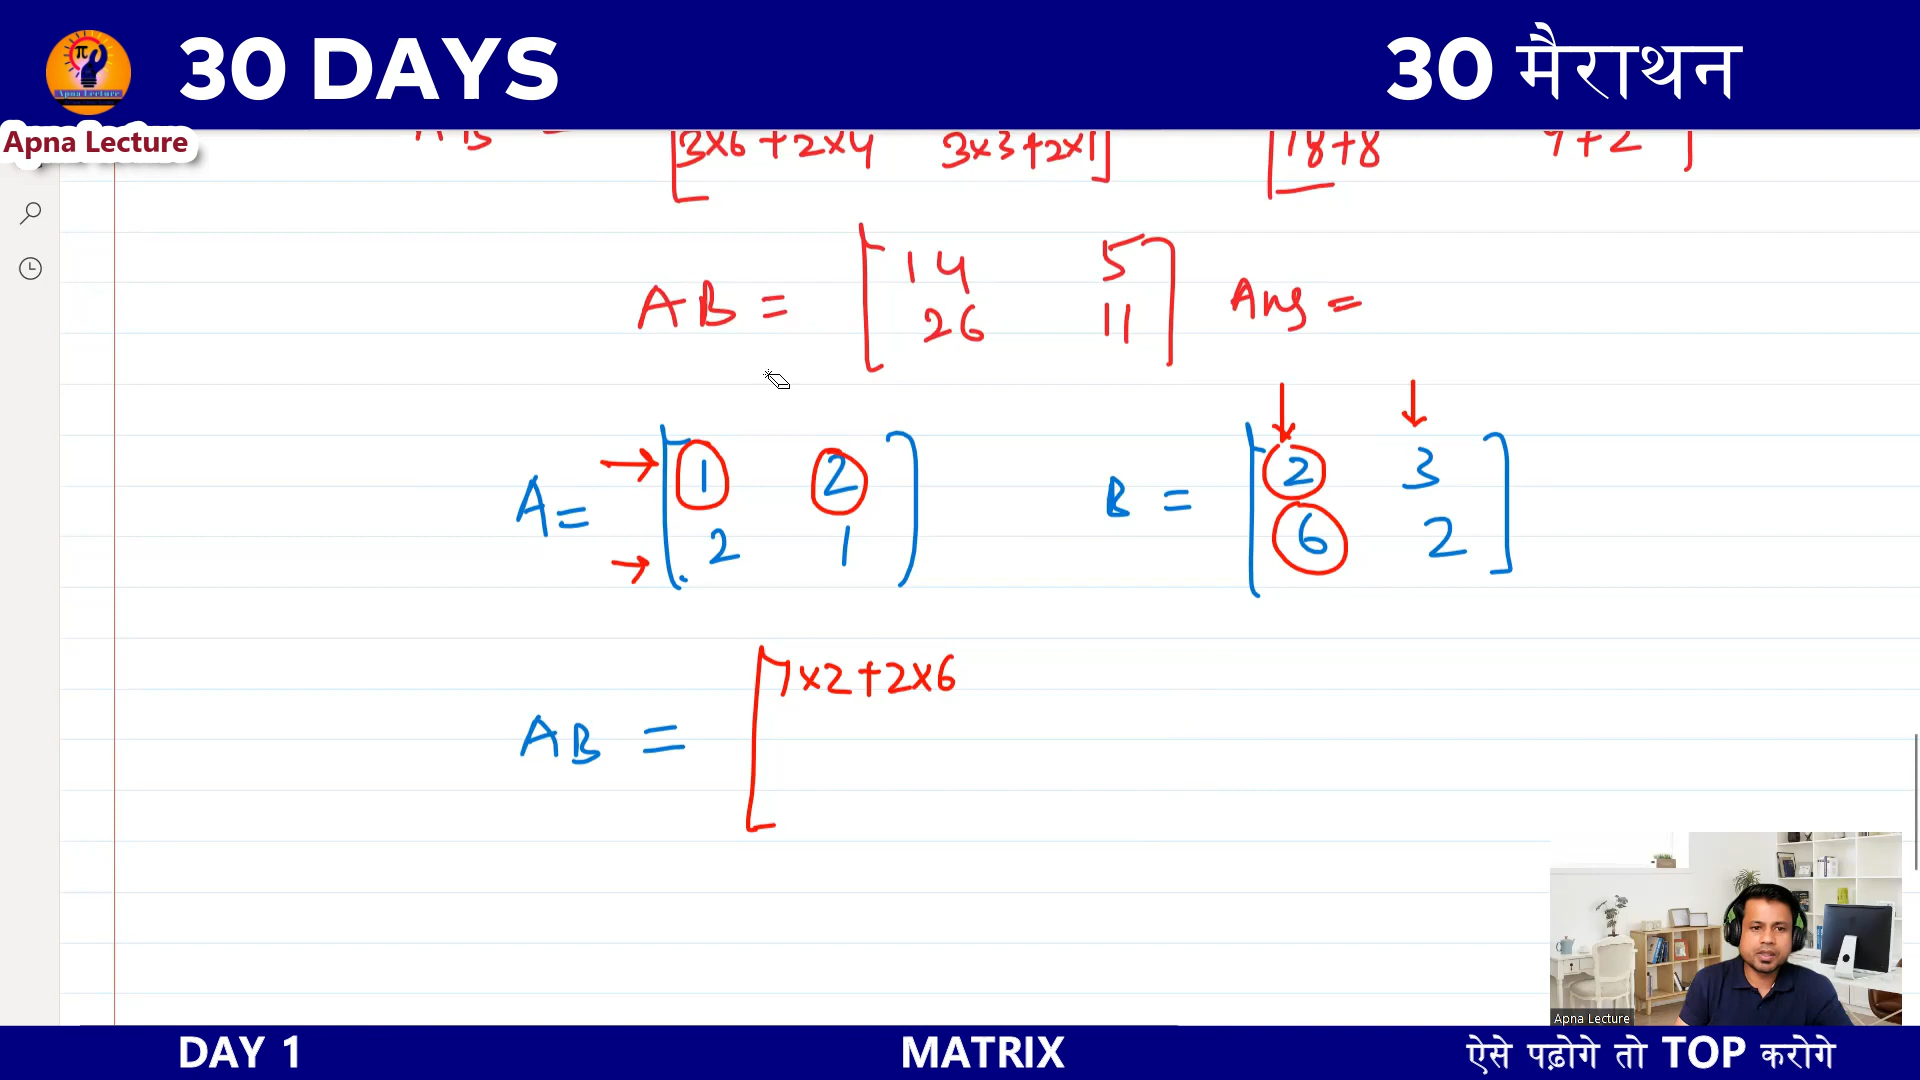 30 DAYS
30 मैराथन
Apna Lecture
AB =
3x6+2x4 3x3+2x1
18+8 9+2
AB = 14 5 Ans =
26 11
A = 1 2
2 1
B = 2 3
6 2
AB = 1x2+2x6
Apna Lecture
DAY 1
MATRIX
ऐसे पढ़ोगे तो TOP करोगे